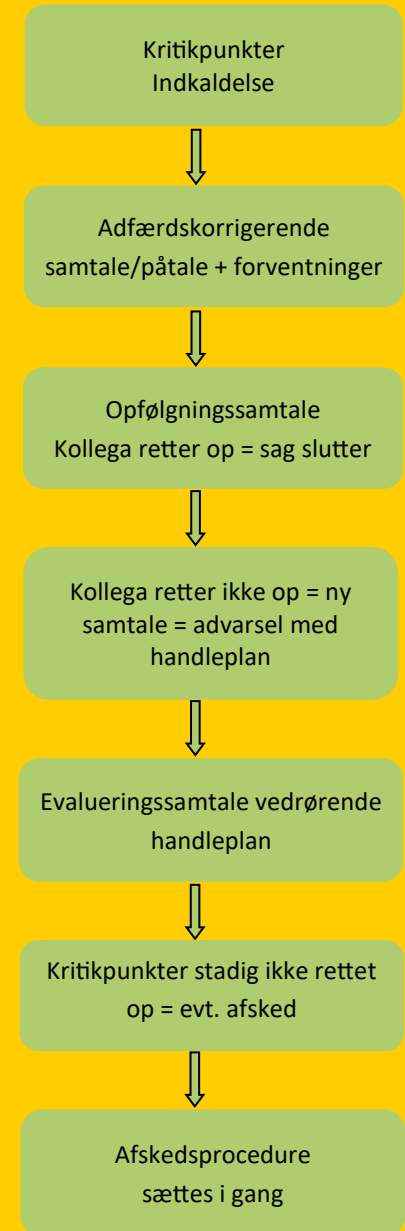 Kritikpunkter
Indkaldelse
Adfærdskorrigerende
samtale/påtale + forventninger
Opfølgningssamtale
Kollega retter op = sag slutter
Kollega retter ikke op = ny
samtale = advarsel med
handleplan
Evalueringssamtale vedrørende
handleplan
Kritikpunkter stadig ikke rettet
op = evt. afsked
Afskedsprocedure
sættes i gang